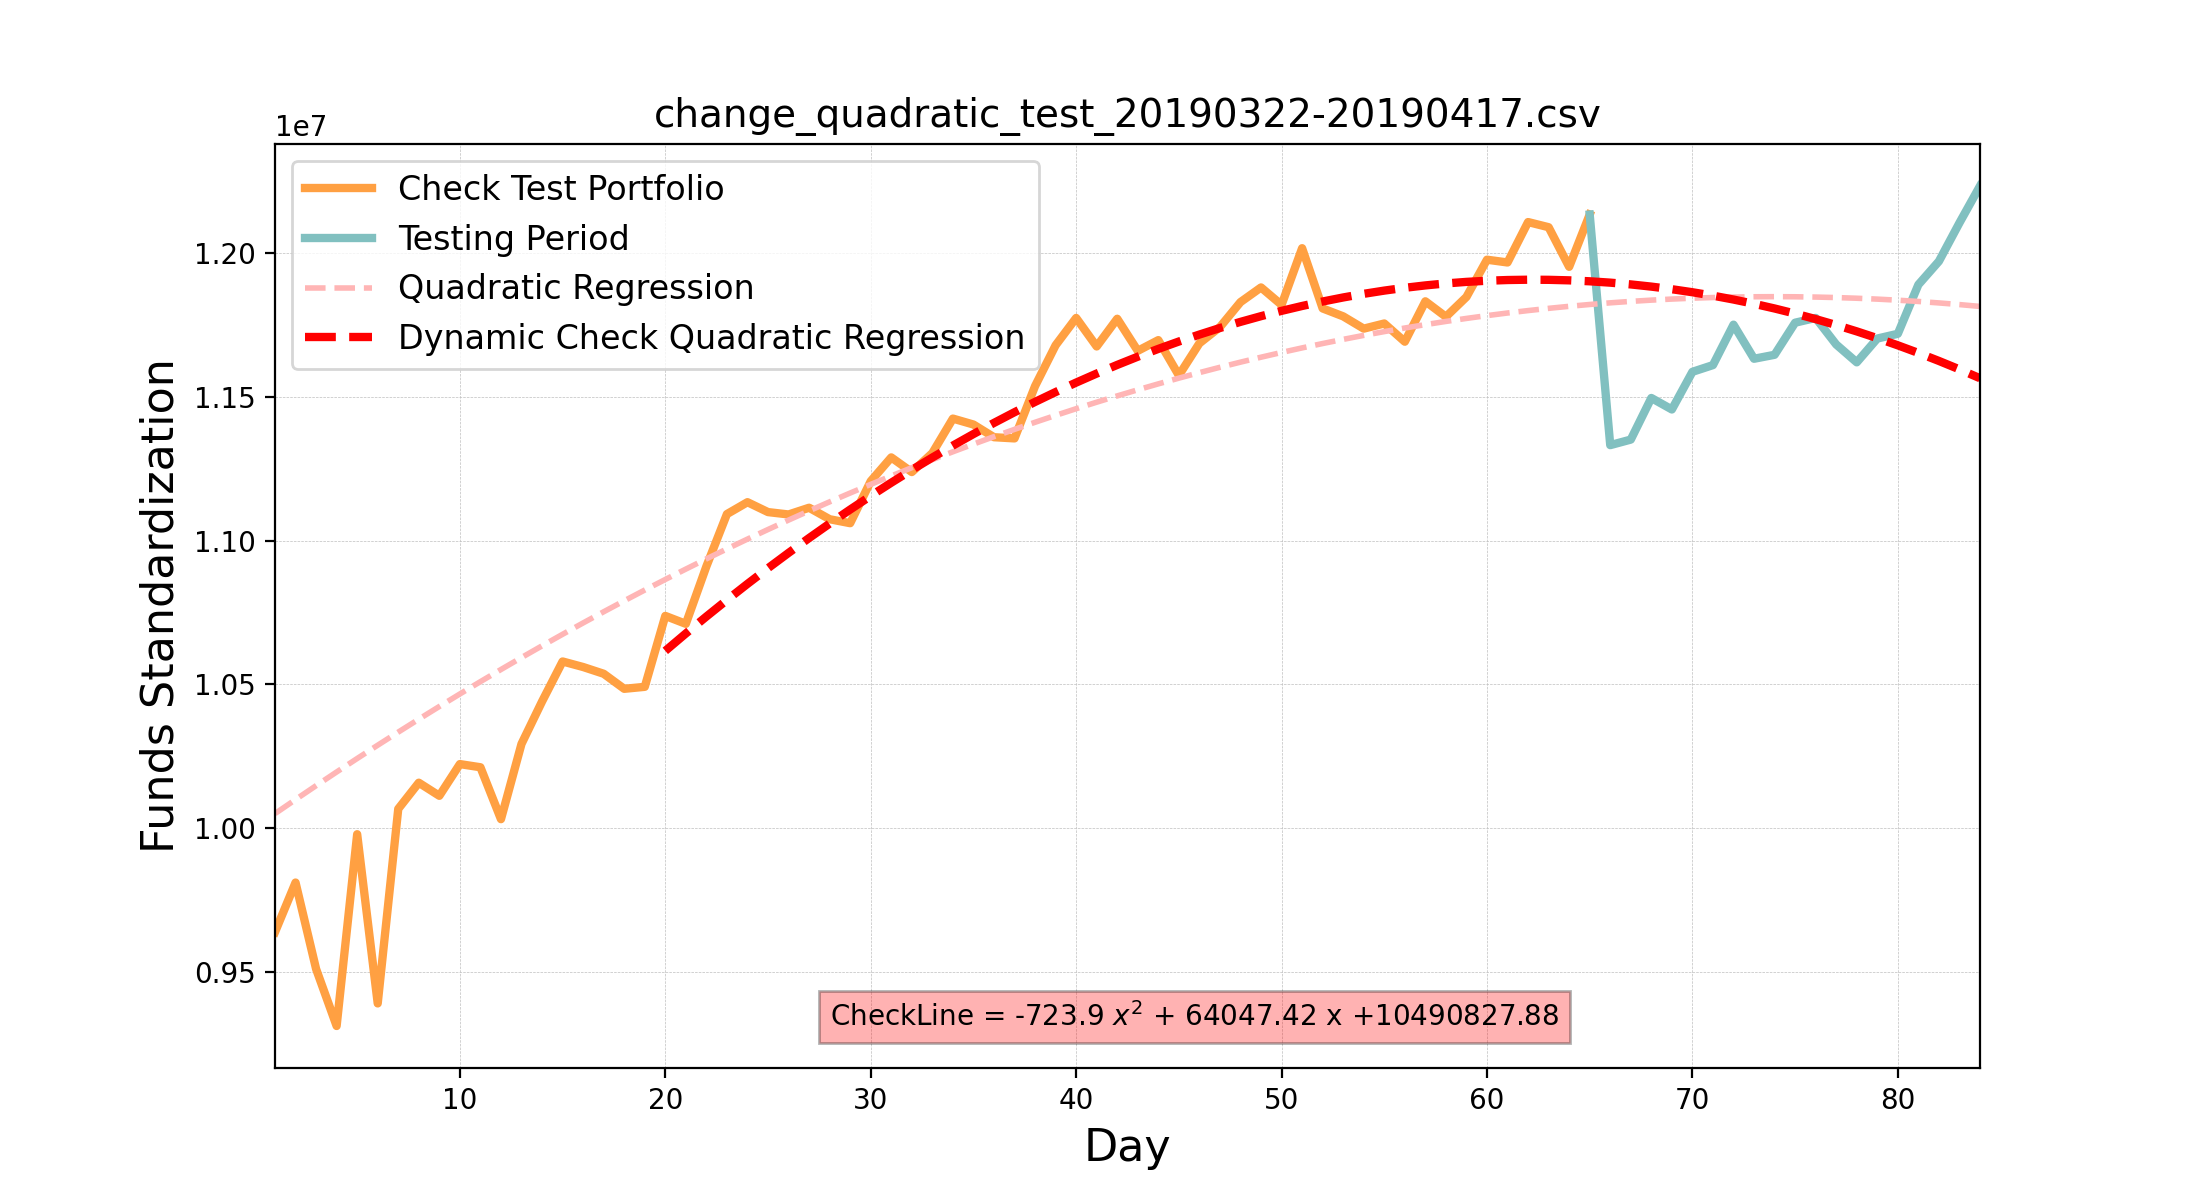 change_quadratic_test_20190322-20190417.csv
1e7
Check Test Portfolio
Testing Period
Quadratic Regression
Dynamic Check Quadratic Regression
Funds Standardization
1.20
1.15
1.10
1.05
1.00
0.95
CheckLine = -723.9 x² + 64047.42 x +10490827.88
10 20 30 40 50 60 70 80
Day